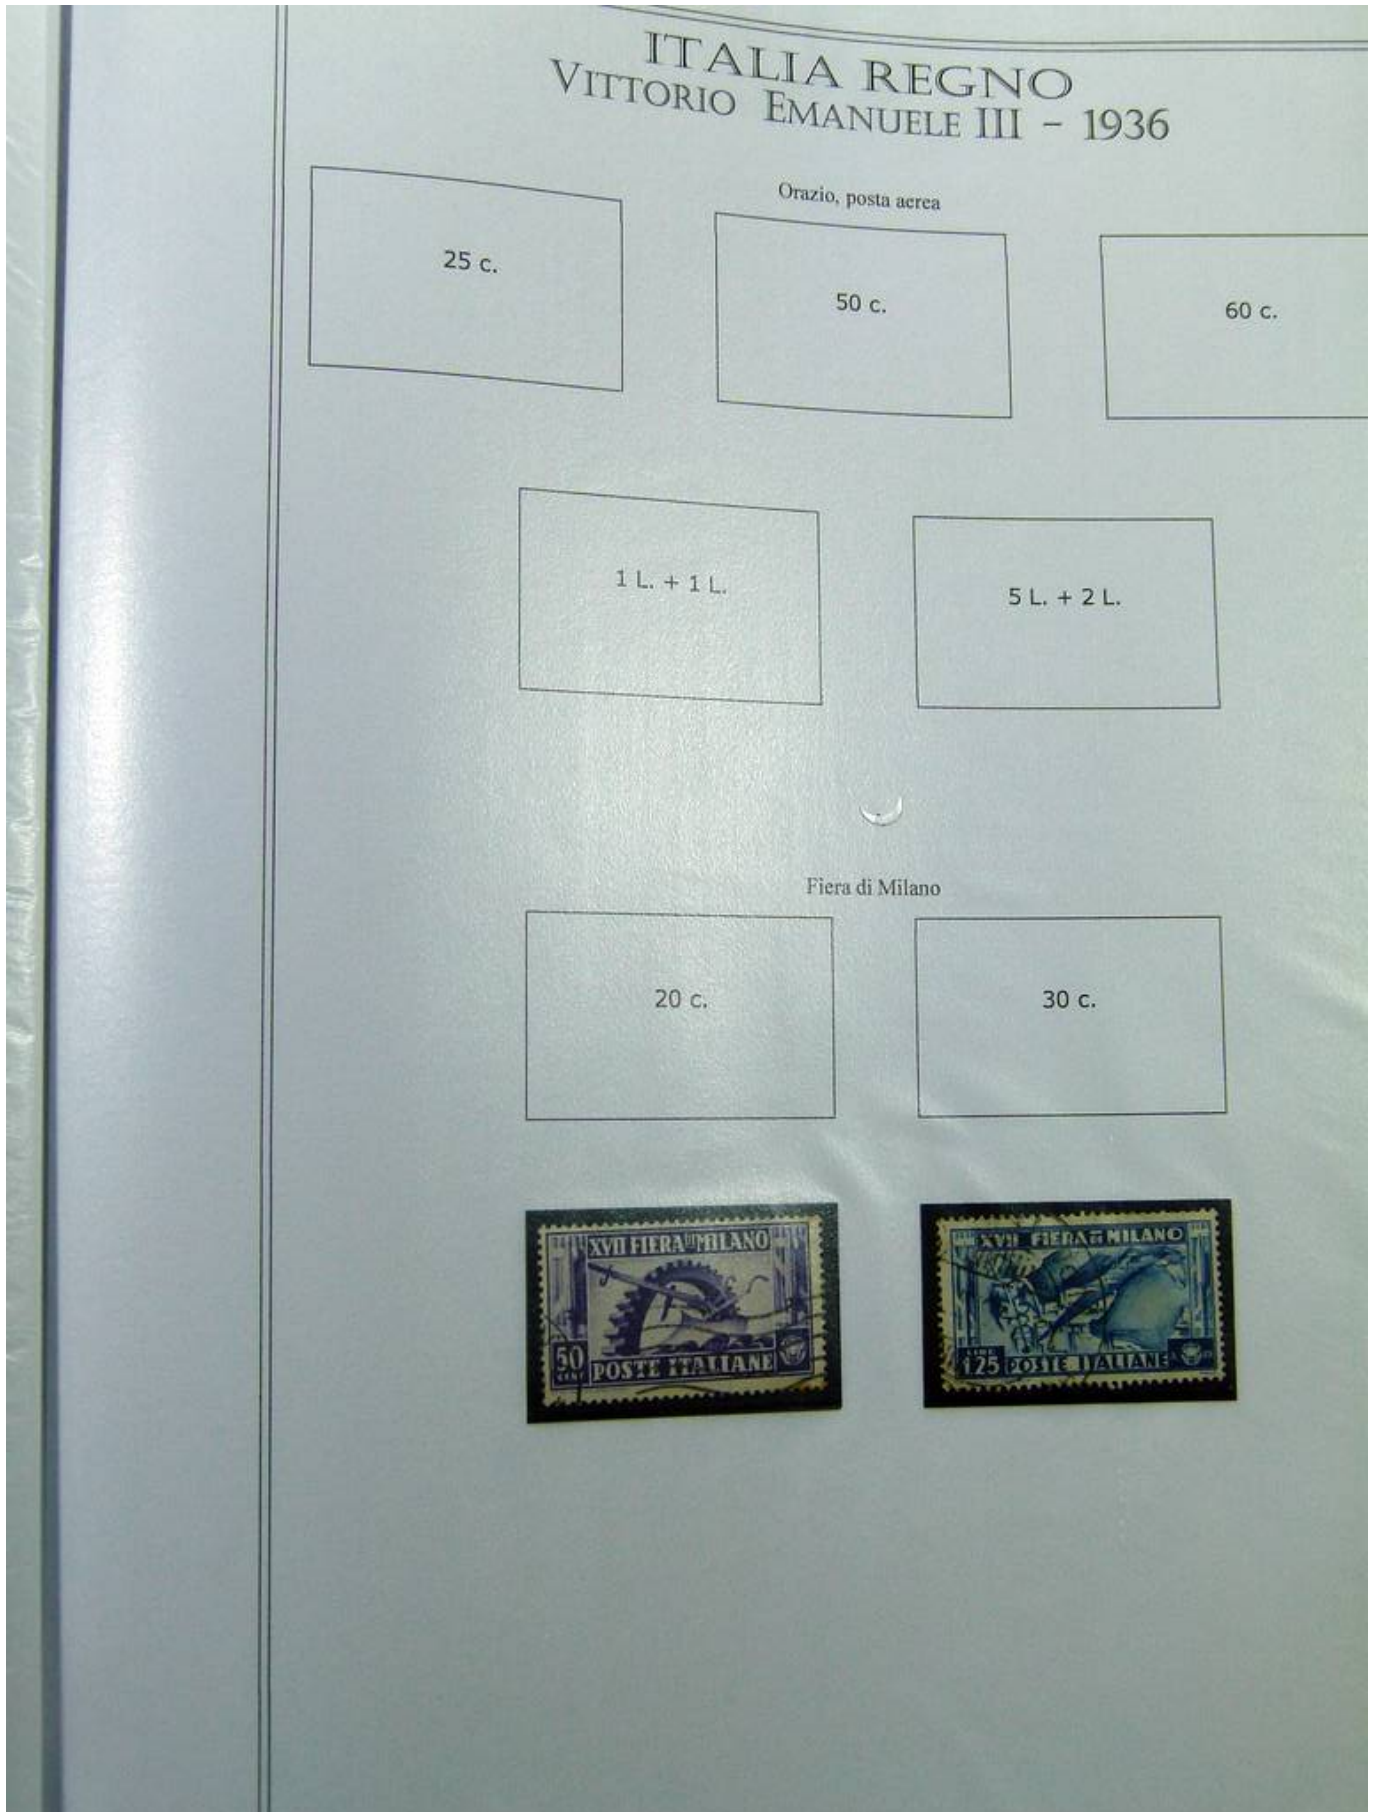 ITALIA REGNO
VITTORIO EMANUELE III - 1936
Orazio, posta aerea
25 c.
50 c.
60 c.
1 L. + 1 L.
5 L. + 2 L.
Fiera di Milano
20 c.
30 c.
XVII FIERA DI MILANO
50
CENT
POSTE ITALIANE
XVII FIERA DI MILANO
LIRE
1,25
POSTE ITALIANE